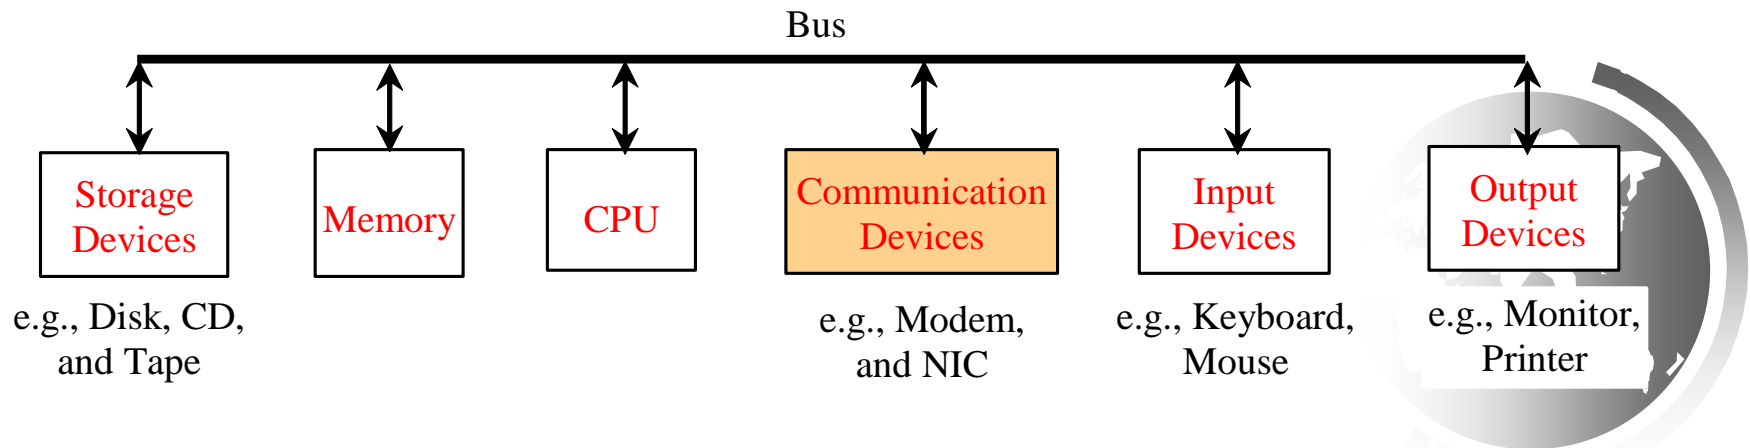 Bus
Storage
Devices
Memory
CPU
Communication
Devices
Input
Devices
Output
Devices
e.g., Disk, CD,
and Tape
e.g., Modem,
and NIC
e.g., Keyboard,
Mouse
e.g., Monitor,
Printer